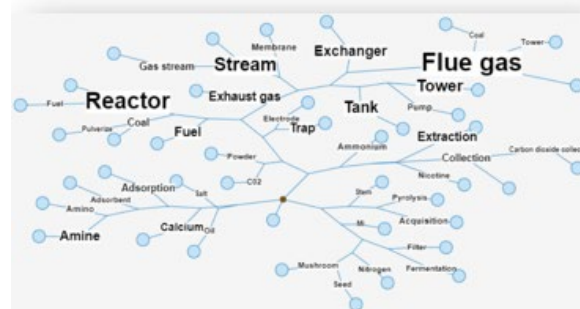 Coal
Tower
Membrane
Exchanger
Gas stream
Stream
Flue gas
Exhaust gas
Tower
Fuel
Reactor
Tank
Pump
Coal
Electrode
Pulverize
Fuel
Trap
Ammonium
Extraction
Powder
Collection
Carbon dioxide collec
CO2
Nicotine
Adsorption
Salt
Stem
Pyrolysis
Adsorbent
Amino
Mi
Acquisition
Amine
Calcium
Oil
Filter
Mushroom
Nitrogen
Fermentation
Seed